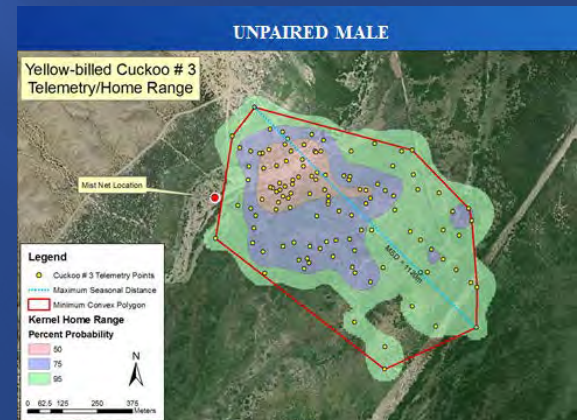 UNPAIRED MALE
Yellow-billed Cuckoo # 3
Telemetry/Home Range
Mist Net Location
Legend
Cuckoo # 3 Telemetry Points
Maximum Seasonal Distance
Minimum Convex Polygon
Kernel Home Range
Percent Probability
50
75
95
N
0 62.5 125 250 375
Meters